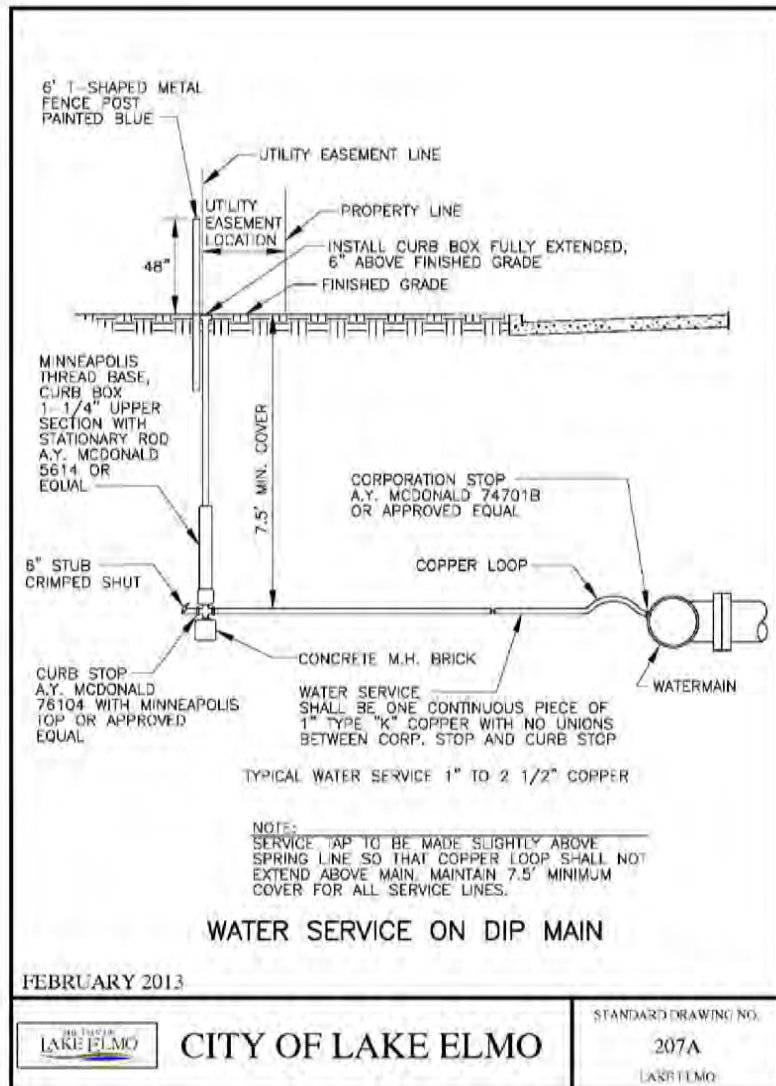 6' T-SHAPED METAL
FENCE POST
PAINTED BLUE
UTILITY EASEMENT LINE
UTILITY
EASEMENT
LOCATION
PROPERTY LINE
48"
INSTALL CURB BOX FULLY EXTENDED,
6" ABOVE FINISHED GRADE
FINISHED GRADE
MINNEAPOLIS
THREAD BASE,
CURB BOX
1-1/4" UPPER
SECTION WITH
STATIONARY ROD
A.Y. MCDONALD
5614 OR
EQUAL
7.5' MIN. COVER
CORPORATION STOP
A.Y. MCDONALD 74701B
OR APPROVED EQUAL
6" STUB
CRIMPED SHUT
COPPER LOOP
CONCRETE M.H. BRICK
WATERMAIN
CURB STOP
A.Y. MCDONALD
76104 WITH MINNEAPOLIS
TOP OR APPROVED
EQUAL
WATER SERVICE
SHALL BE ONE CONTINUOUS PIECE OF
1" TYPE "K" COPPER WITH NO UNIONS
BETWEEN CORP. STOP AND CURB STOP
TYPICAL WATER SERVICE 1" TO 2 1/2" COPPER
NOTE:
SERVICE TAP TO BE MADE SLIGHTLY ABOVE
SPRING LINE SO THAT COPPER LOOP SHALL NOT
EXTEND ABOVE MAIN. MAINTAIN 7.5' MINIMUM
COVER FOR ALL SERVICE LINES.
WATER SERVICE ON DIP MAIN
FEBRUARY 2013
THE CITY OF
LAKE ELMO
CITY OF LAKE ELMO
STANDARD DRAWING NO.
207A
LAKE ELMO